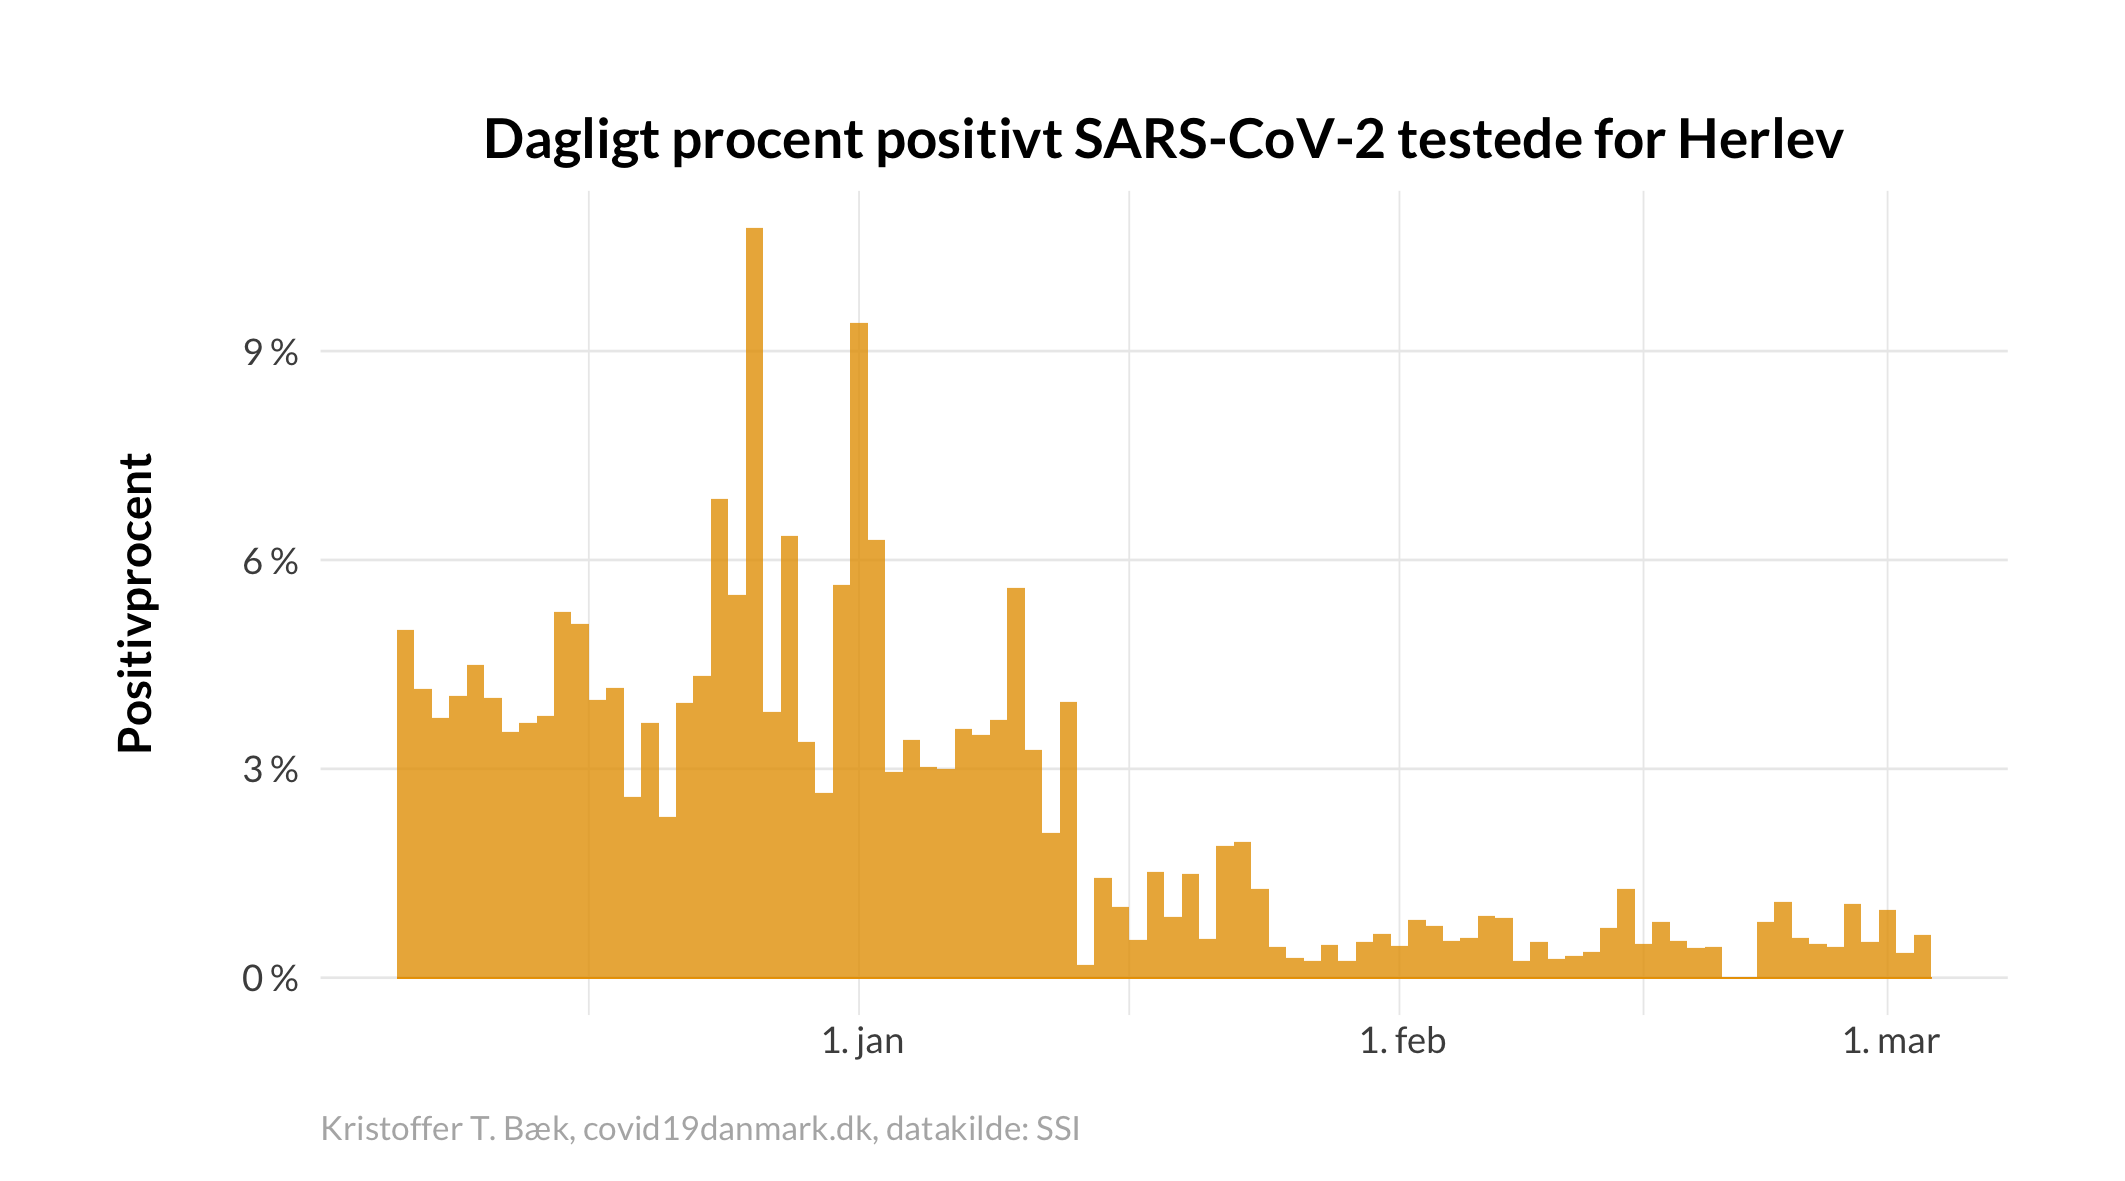 Dagligt procent positivt SARS-CoV-2 testede for Herlev
Positivprocent
9 %
6 %
3 %
0 %
1. jan
1. feb
1. mar
Kristoffer T. Bæk, covid19danmark.dk, datakilde: SSI